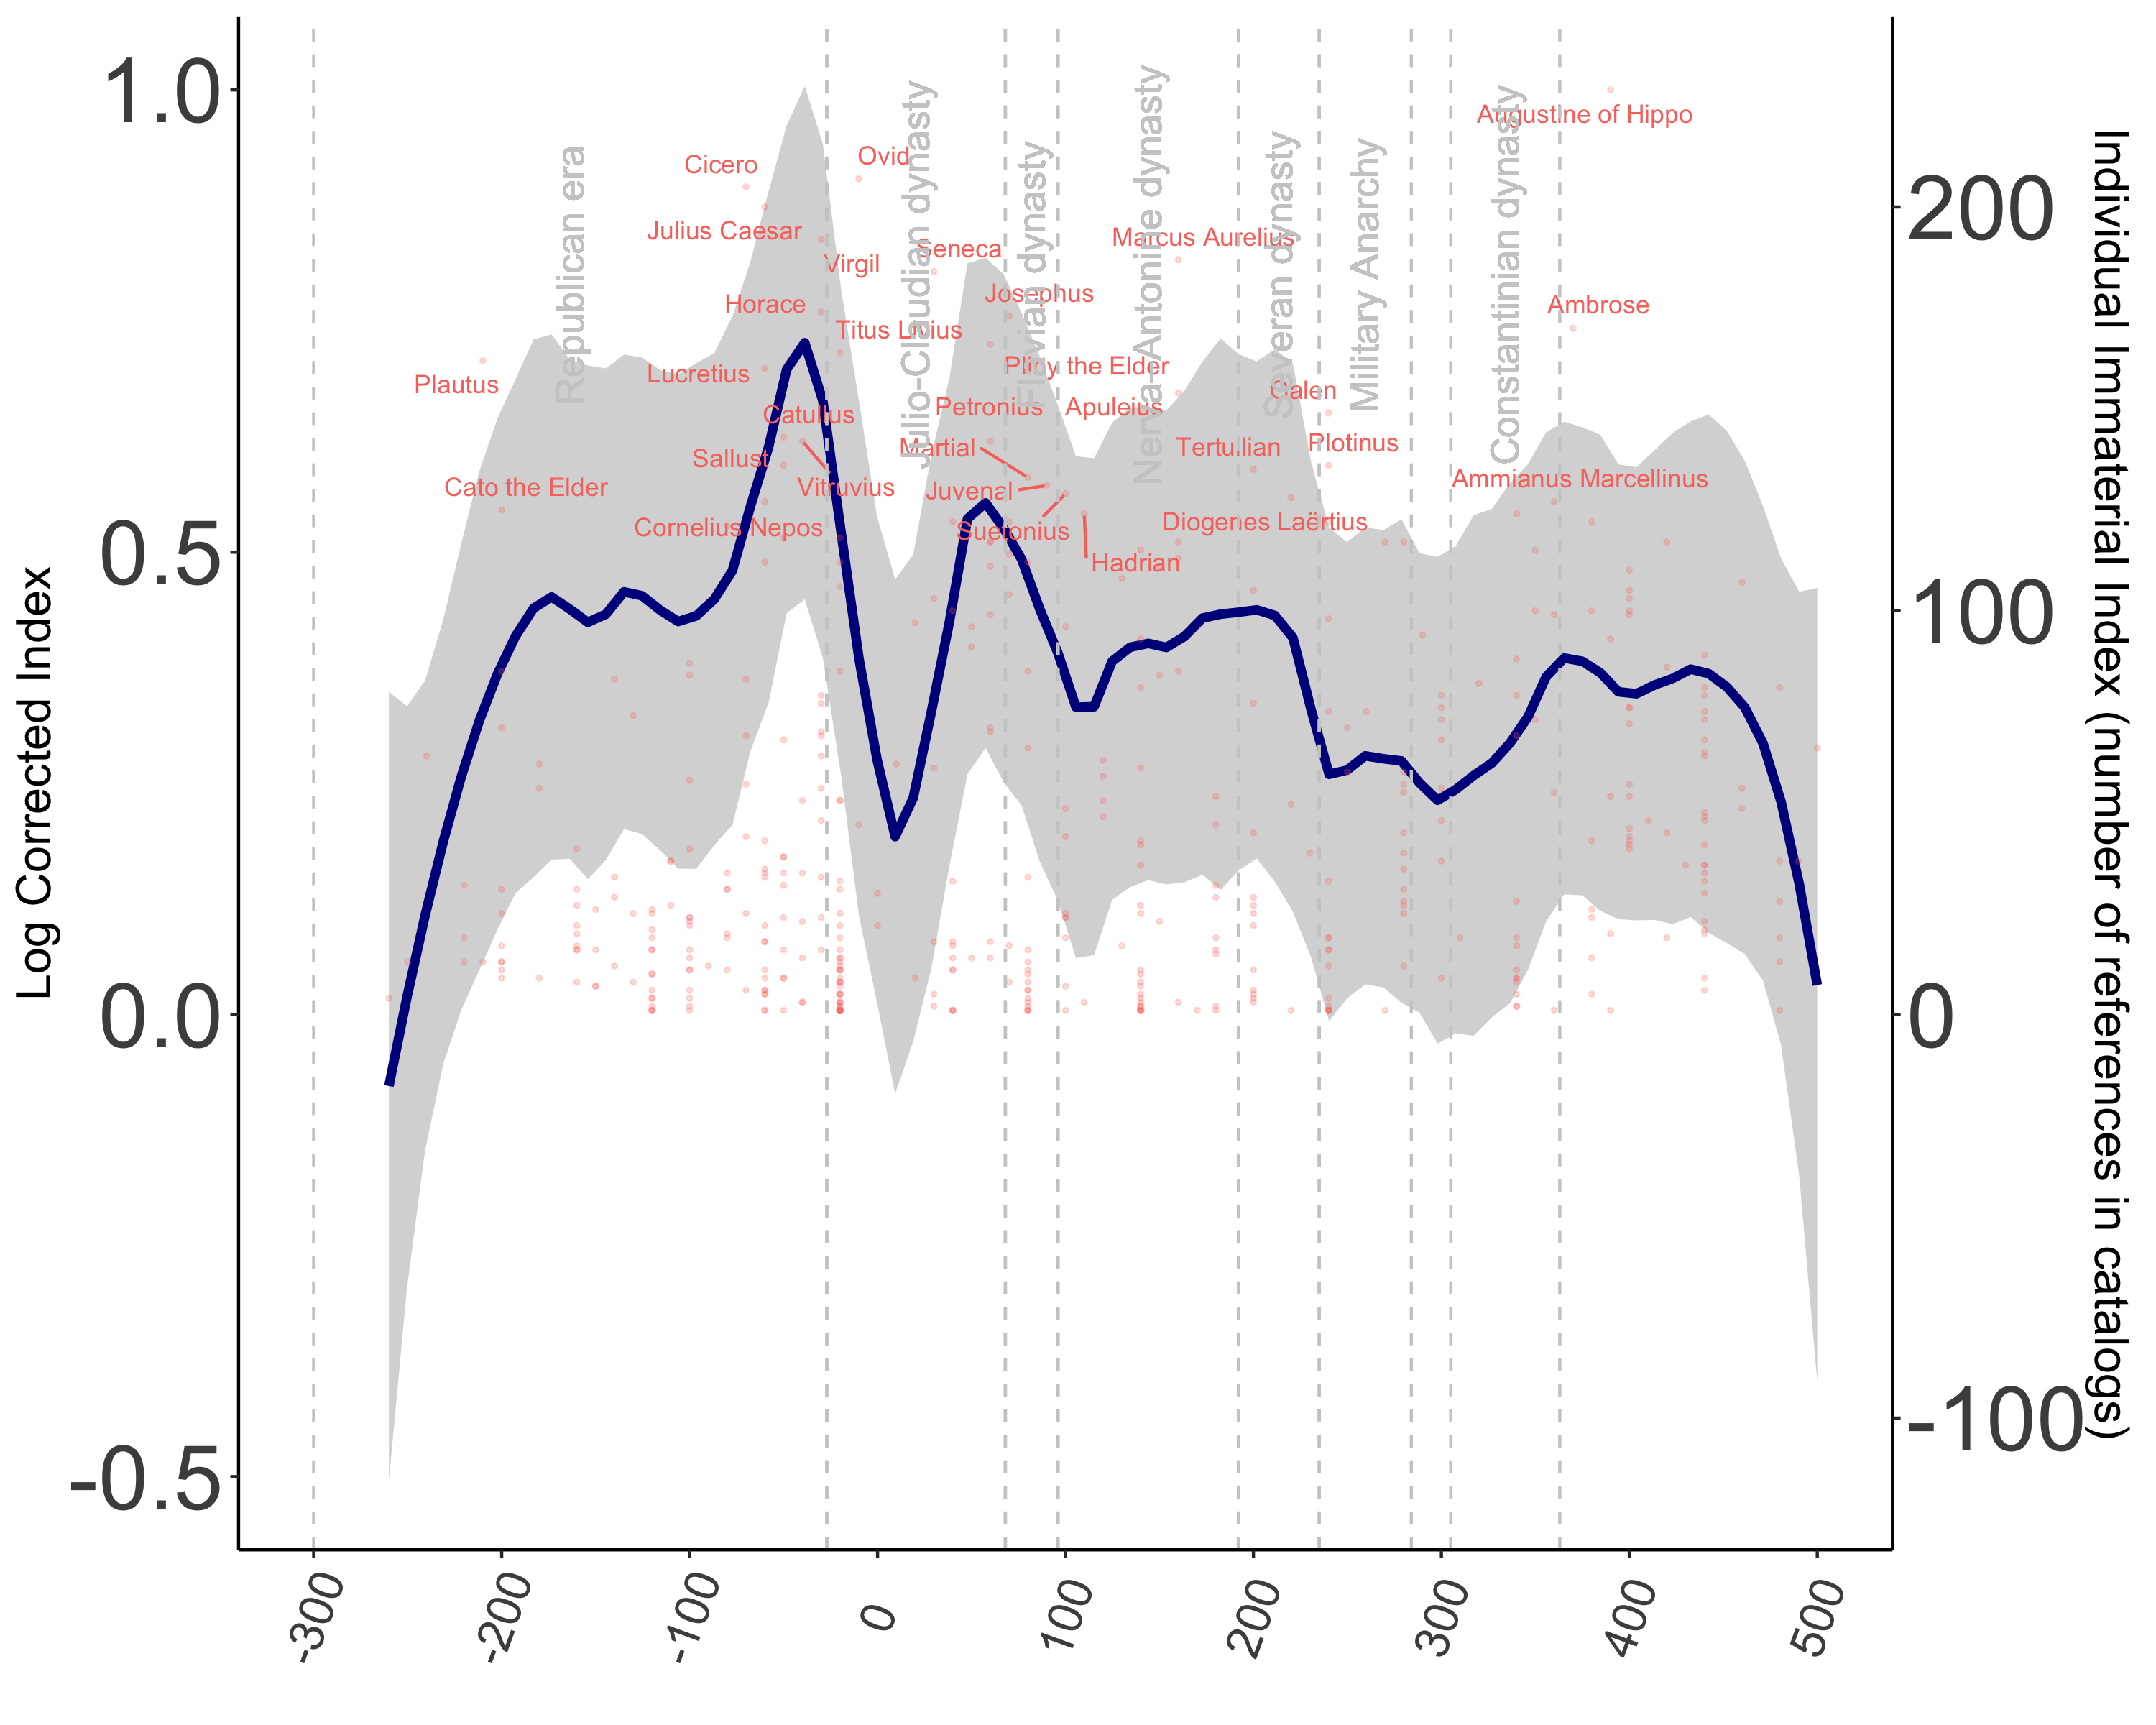 1.0
0.5
0.0
-0.5
Log Corrected Index
200
100
0
-100
Individual Immaterial Index (number of references in catalogs)
-300
-200
-100
0
100
200
300
400
500
Republican era
Julio-Claudian dynasty
Flavian dynasty
Nerva-Antonine dynasty
Severan dynasty
Military Anarchy
Constantinian dynasty
Augustine of Hippo
Cicero
Ovid
Julius Caesar
Virgil
Seneca
Marcus Aurelius
Horace
Josephus
Ambrose
Titus Livius
Plautus
Lucretius
Pliny the Elder
Galen
Catullus
Petronius
Apuleius
Sallust
Martial
Tertullian
Plotinus
Cato the Elder
Vitruvius
Juvenal
Ammianus Marcellinus
Cornelius Nepos
Suetonius
Diogenes Laërtius
Hadrian